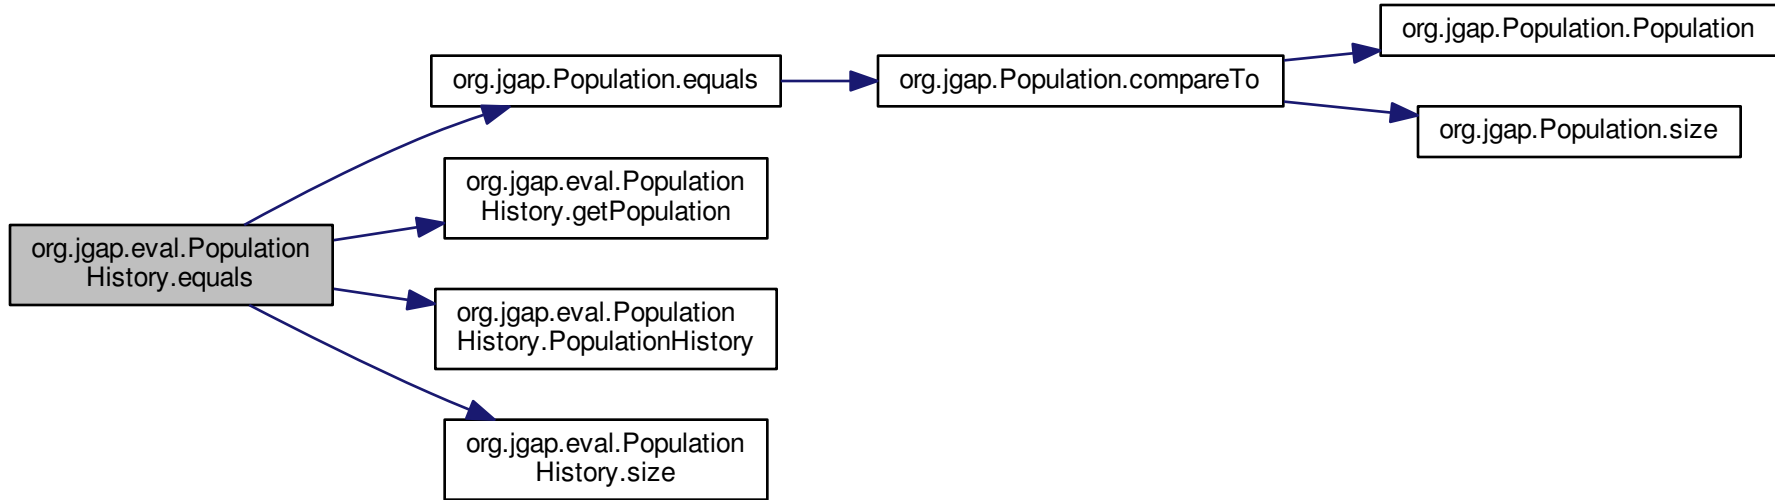 org.jgap.eval.Population
History.equals
org.jgap.Population.equals
org.jgap.eval.Population
History.getPopulation
org.jgap.eval.Population
History.PopulationHistory
org.jgap.eval.Population
History.size
org.jgap.Population.compareTo
org.jgap.Population.Population
org.jgap.Population.size